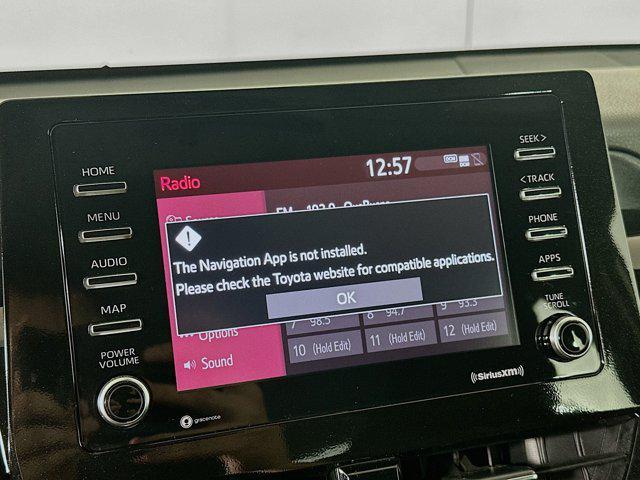 HOME
MENU
AUDIO
MAP
POWER
VOLUME
Radio
12:57
FM
The Navigation App is not installed.
Please check the Toyota website for compatible applications.
OK
7 98.5
8 94.7
9 93.3
Options
10 (Hold Edit)
11 (Hold Edit)
12 (Hold Edit)
Sound
SEEK >
< TRACK
PHONE
APPS
TUNE
SCROLL
gracenote
((SiriusXM))